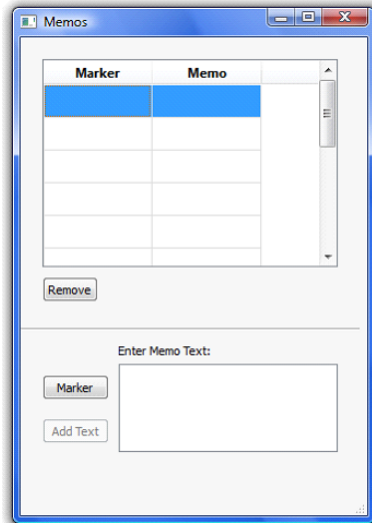 Memos
Marker Memo
Remove
Enter Memo Text:
Marker
Add Text